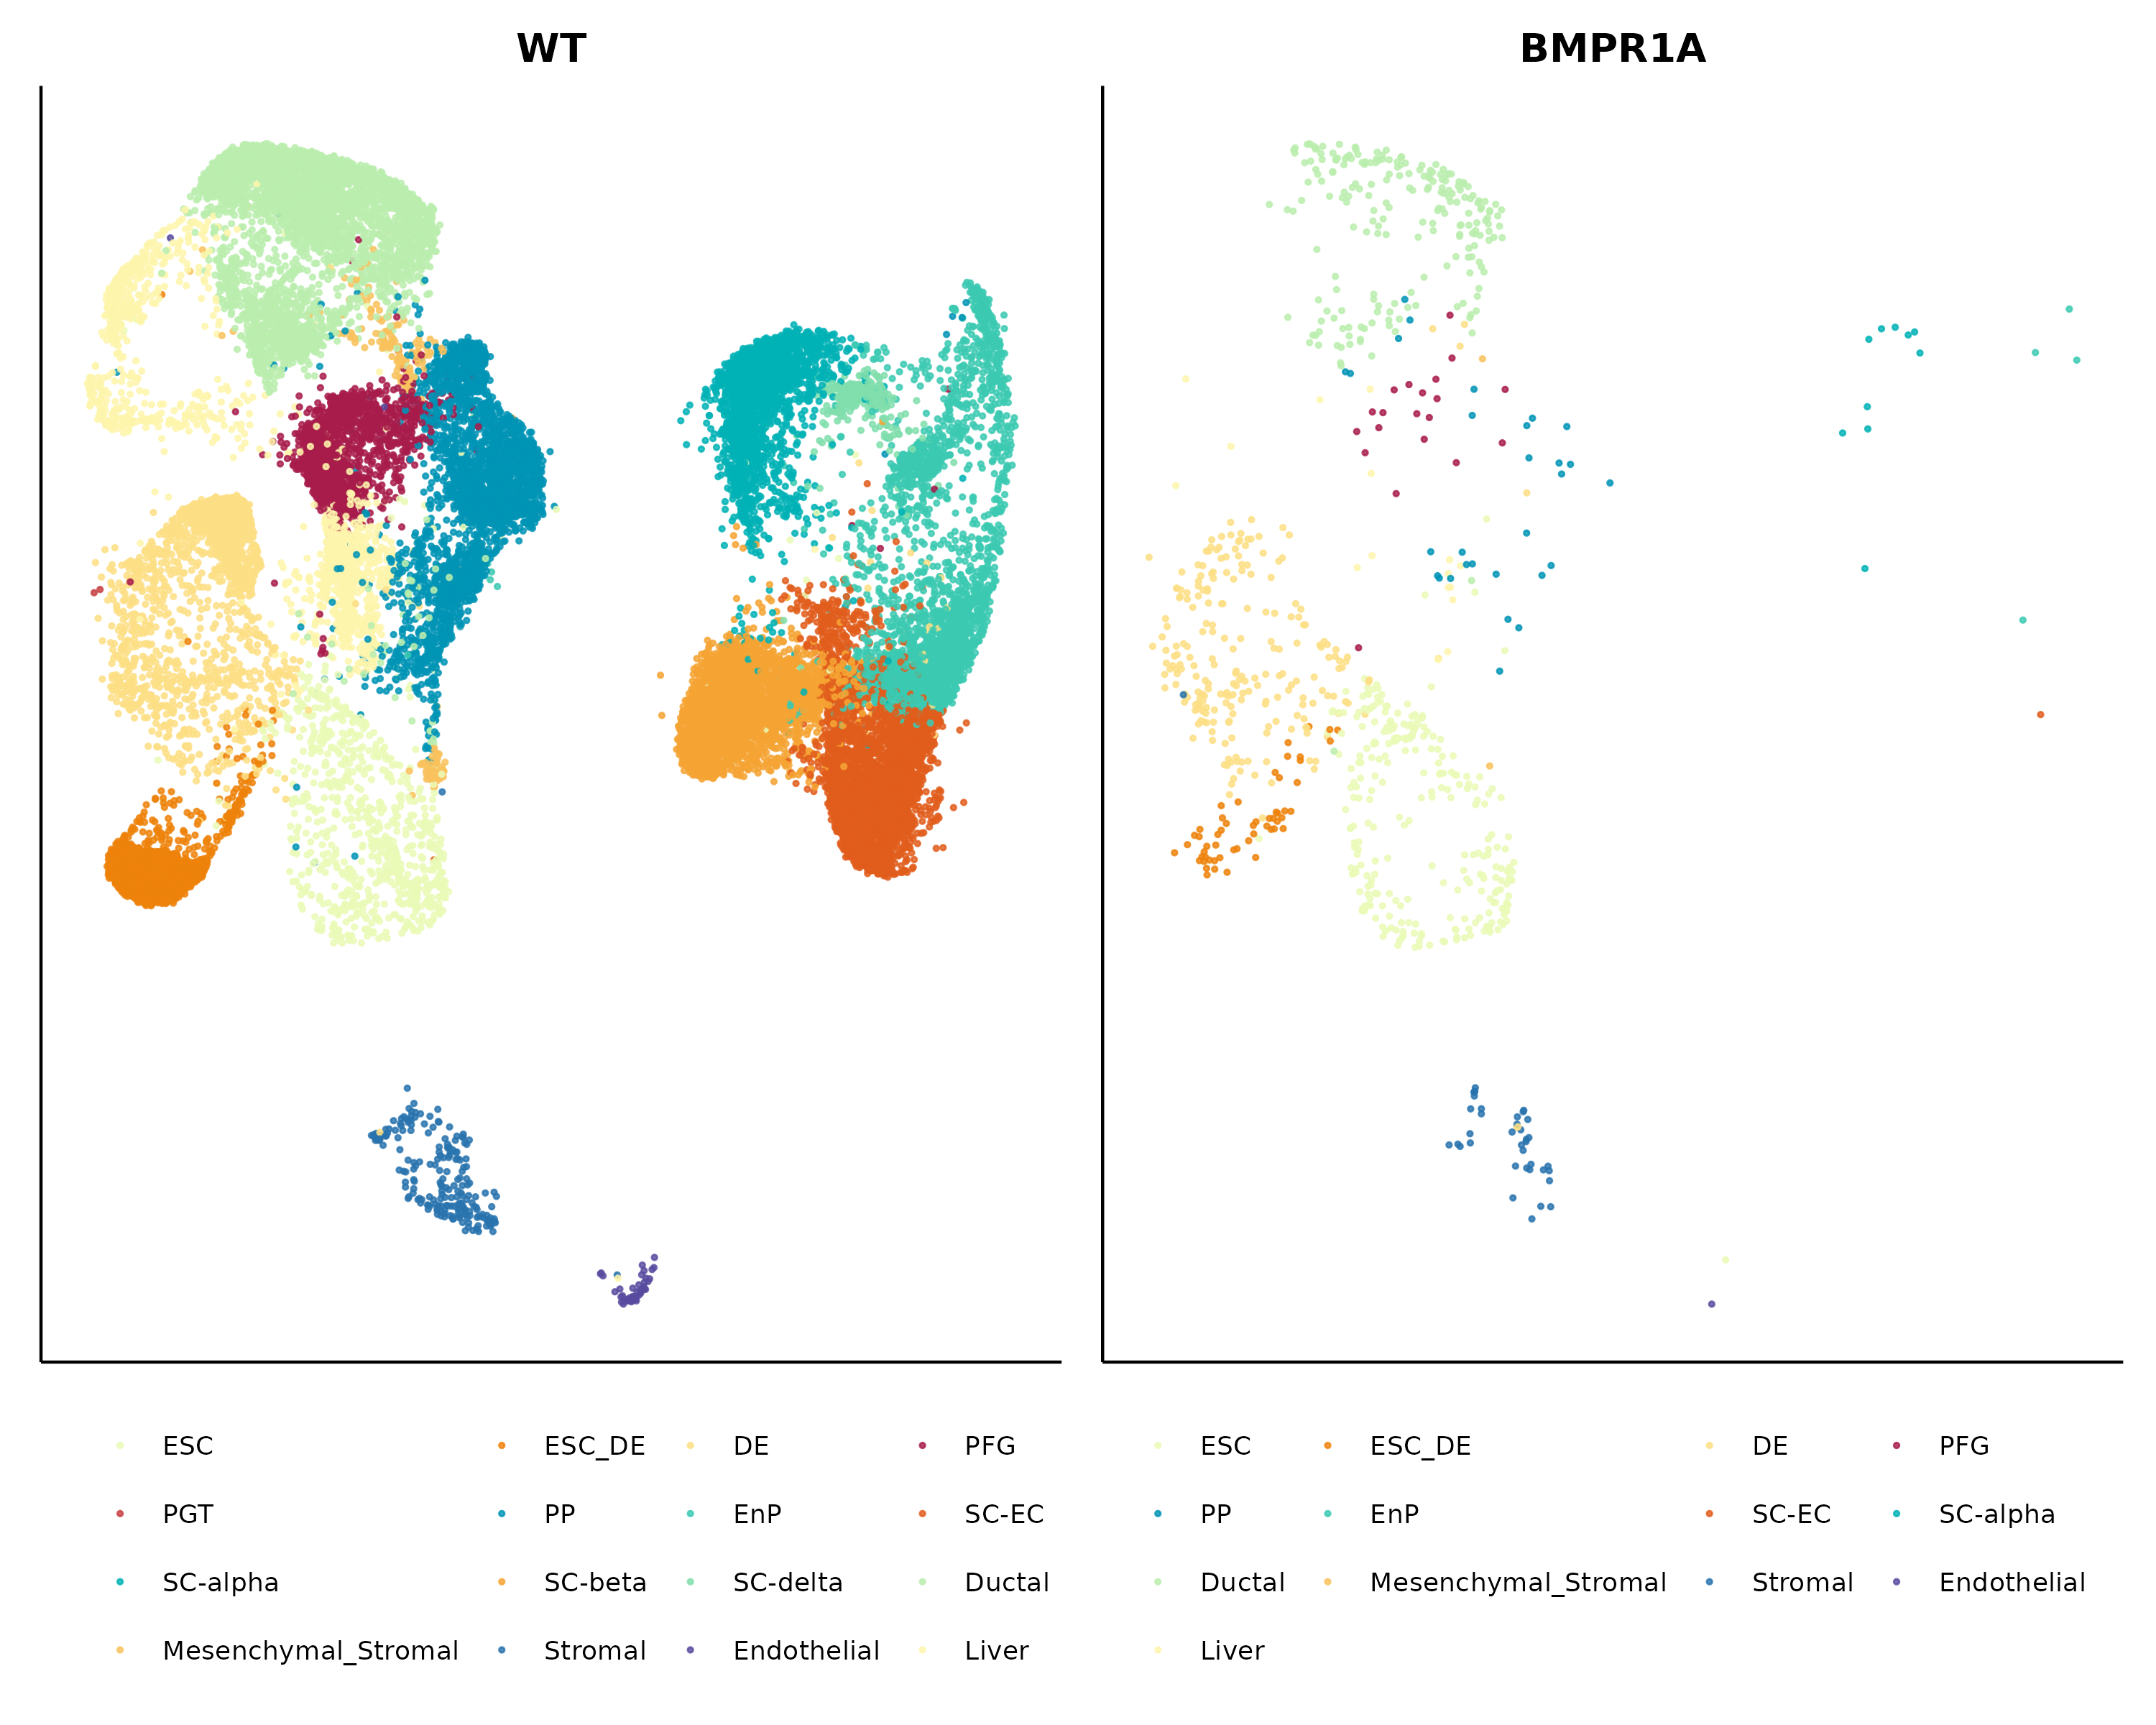 WT
BMPR1A
ESC ESC_DE DE PFG ESC ESC_DE DE PFG
PGT PP EnP SC-EC PP EnP SC-EC SC-alpha
SC-alpha SC-beta SC-delta Ductal Ductal Mesenchymal_Stromal Stromal Endothelial
Mesenchymal_Stromal Stromal Endothelial Liver Liver